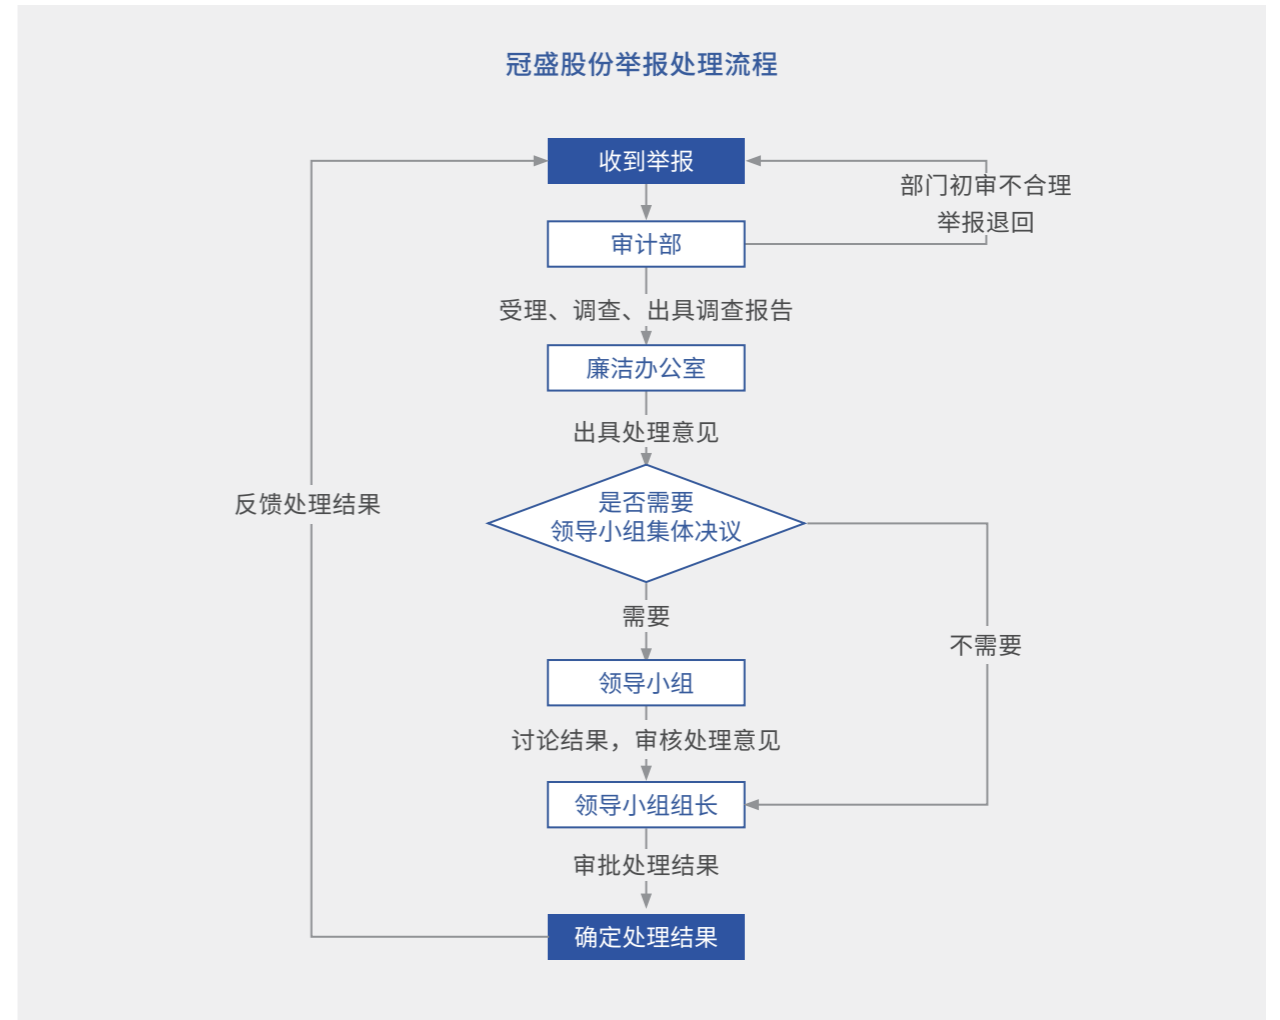 冠盛股份举报处理流程
收到举报
部门初审不合理
举报退回
审计部
受理、调查、出具调查报告
廉洁办公室
出具处理意见
是否需要
领导小组集体决议
反馈处理结果
需要
不需要
领导小组
讨论结果，审核处理意见
领导小组组长
审批处理结果
确定处理结果